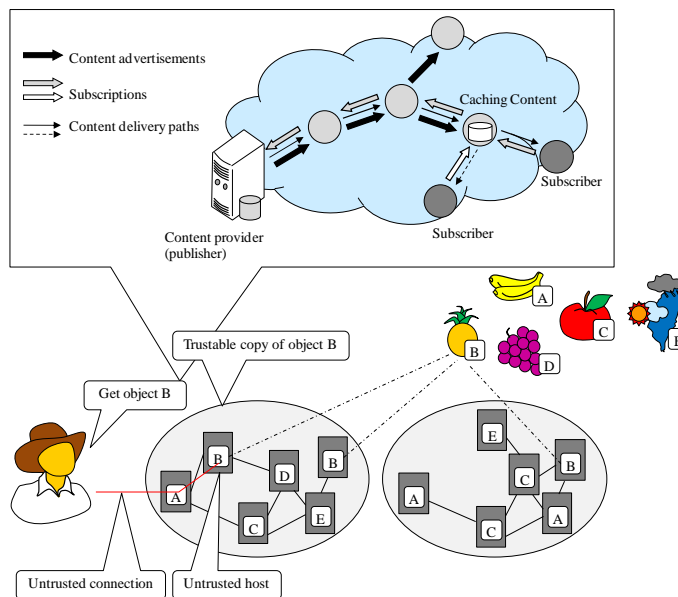 Content advertisements
Subscriptions
Content delivery paths
Caching Content
Subscriber
Subscriber
Content provider
(publisher)
A
C
B
D
Trustable copy of object B
Get object B
B
A
D
B
C
E
E
A
C
B
C
A
Untrusted connection
Untrusted host